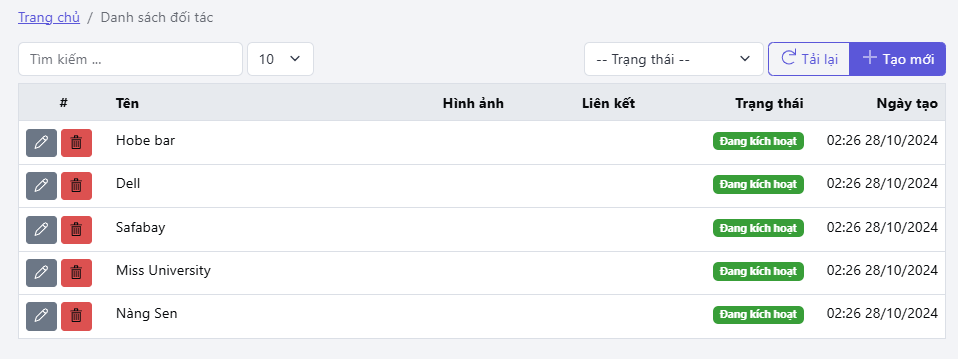 Trang chủ / Danh sách đối tác
Tìm kiếm ... 10 -- Trạng thái -- Tải lại Tạo mới
# Tên Hình ảnh Liên kết Trạng thái Ngày tạo
Hobe bar Đang kích hoạt 02:26 28/10/2024
Dell Đang kích hoạt 02:26 28/10/2024
Safabay Đang kích hoạt 02:26 28/10/2024
Miss University Đang kích hoạt 02:26 28/10/2024
Nàng Sen Đang kích hoạt 02:26 28/10/2024